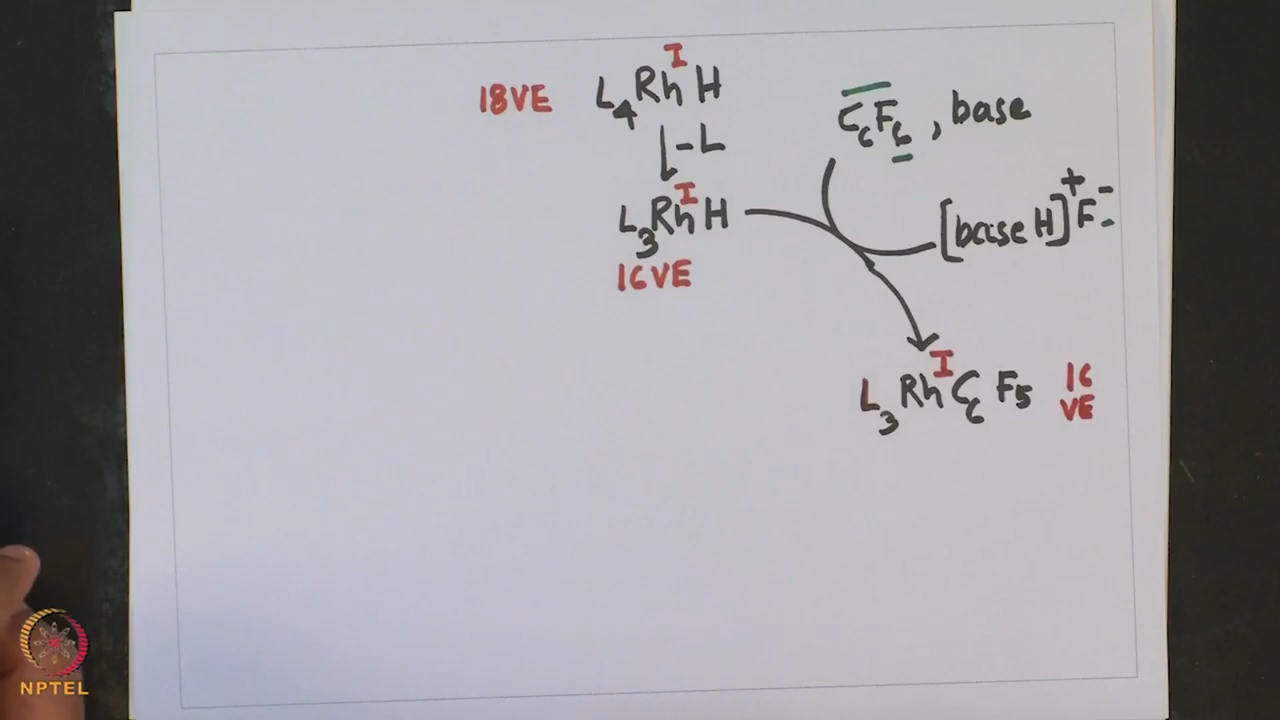 18VE L₄RhᴵH
-L
C₆F₆, base
L₃RhᴵH
[base H]⁺F⁻
16VE
L₃RhᴵC₆F₅ 16 VE
NPTEL